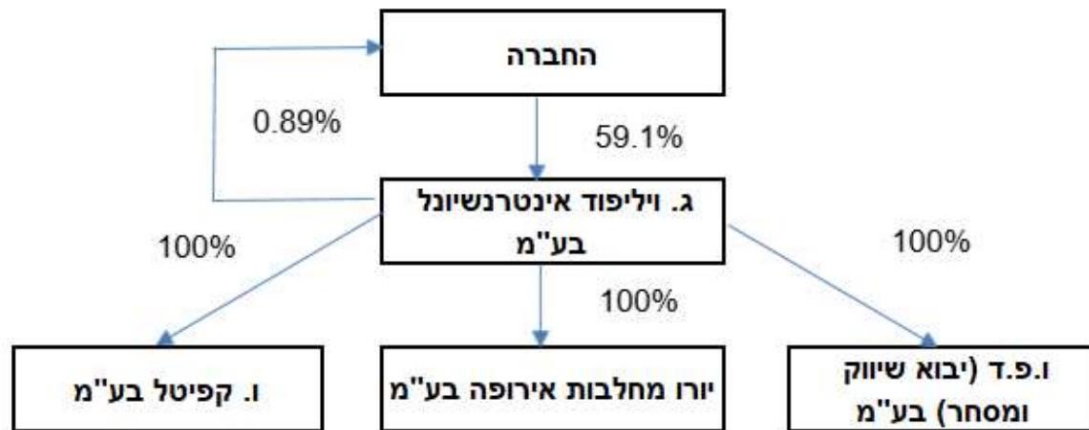 החברה
0.89%
59.1%
ג. וויליפוד אינטרנשיונל
בע"מ
100%
100%
100%
ו.פ.ד (יבוא שיווק
ומסחר) בע"מ
יורו מחלבות אירופה בע"מ
ו. קפיטל בע"מ